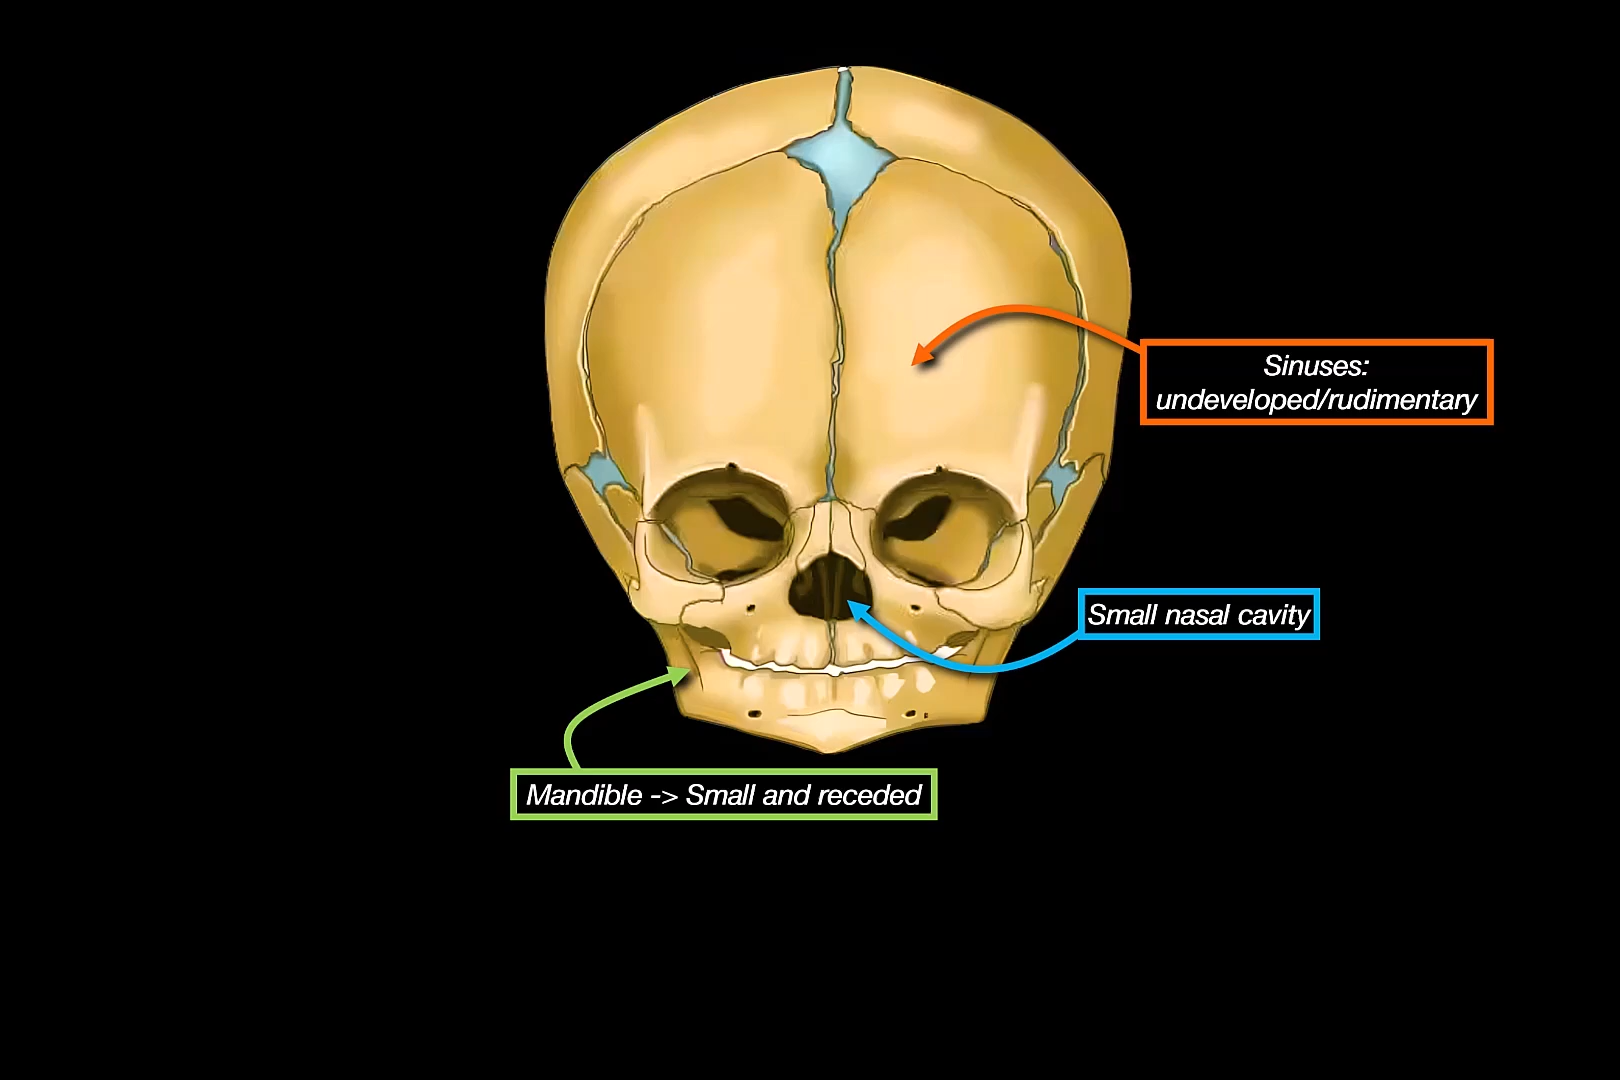 Sinuses:
undeveloped/rudimentary
Small nasal cavity
Mandible -> Small and receded